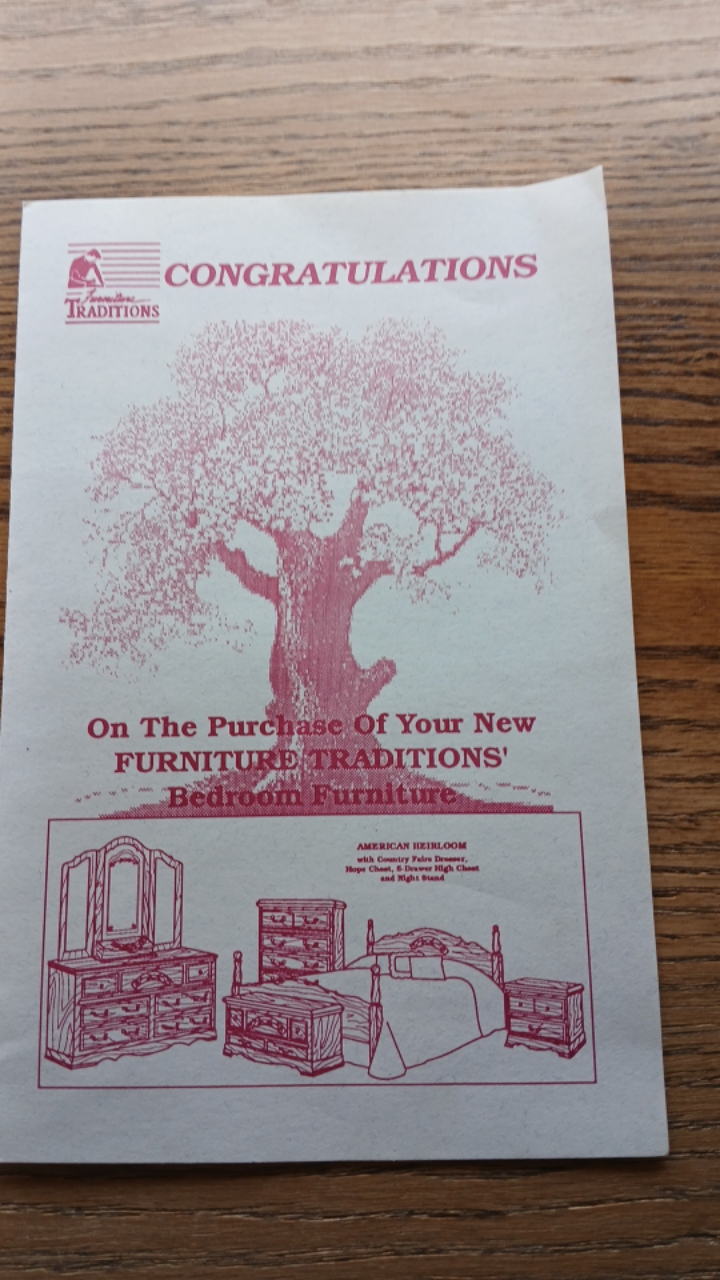 CONGRATULATIONS
Furniture
TRADITIONS
On The Purchase Of Your New
FURNITURE TRADITIONS'
Bedroom Furniture
AMERICAN HEIRLOOM
with Country Faire Dresser,
Hope Chest, 5-Drawer High Chest
and Night Stand